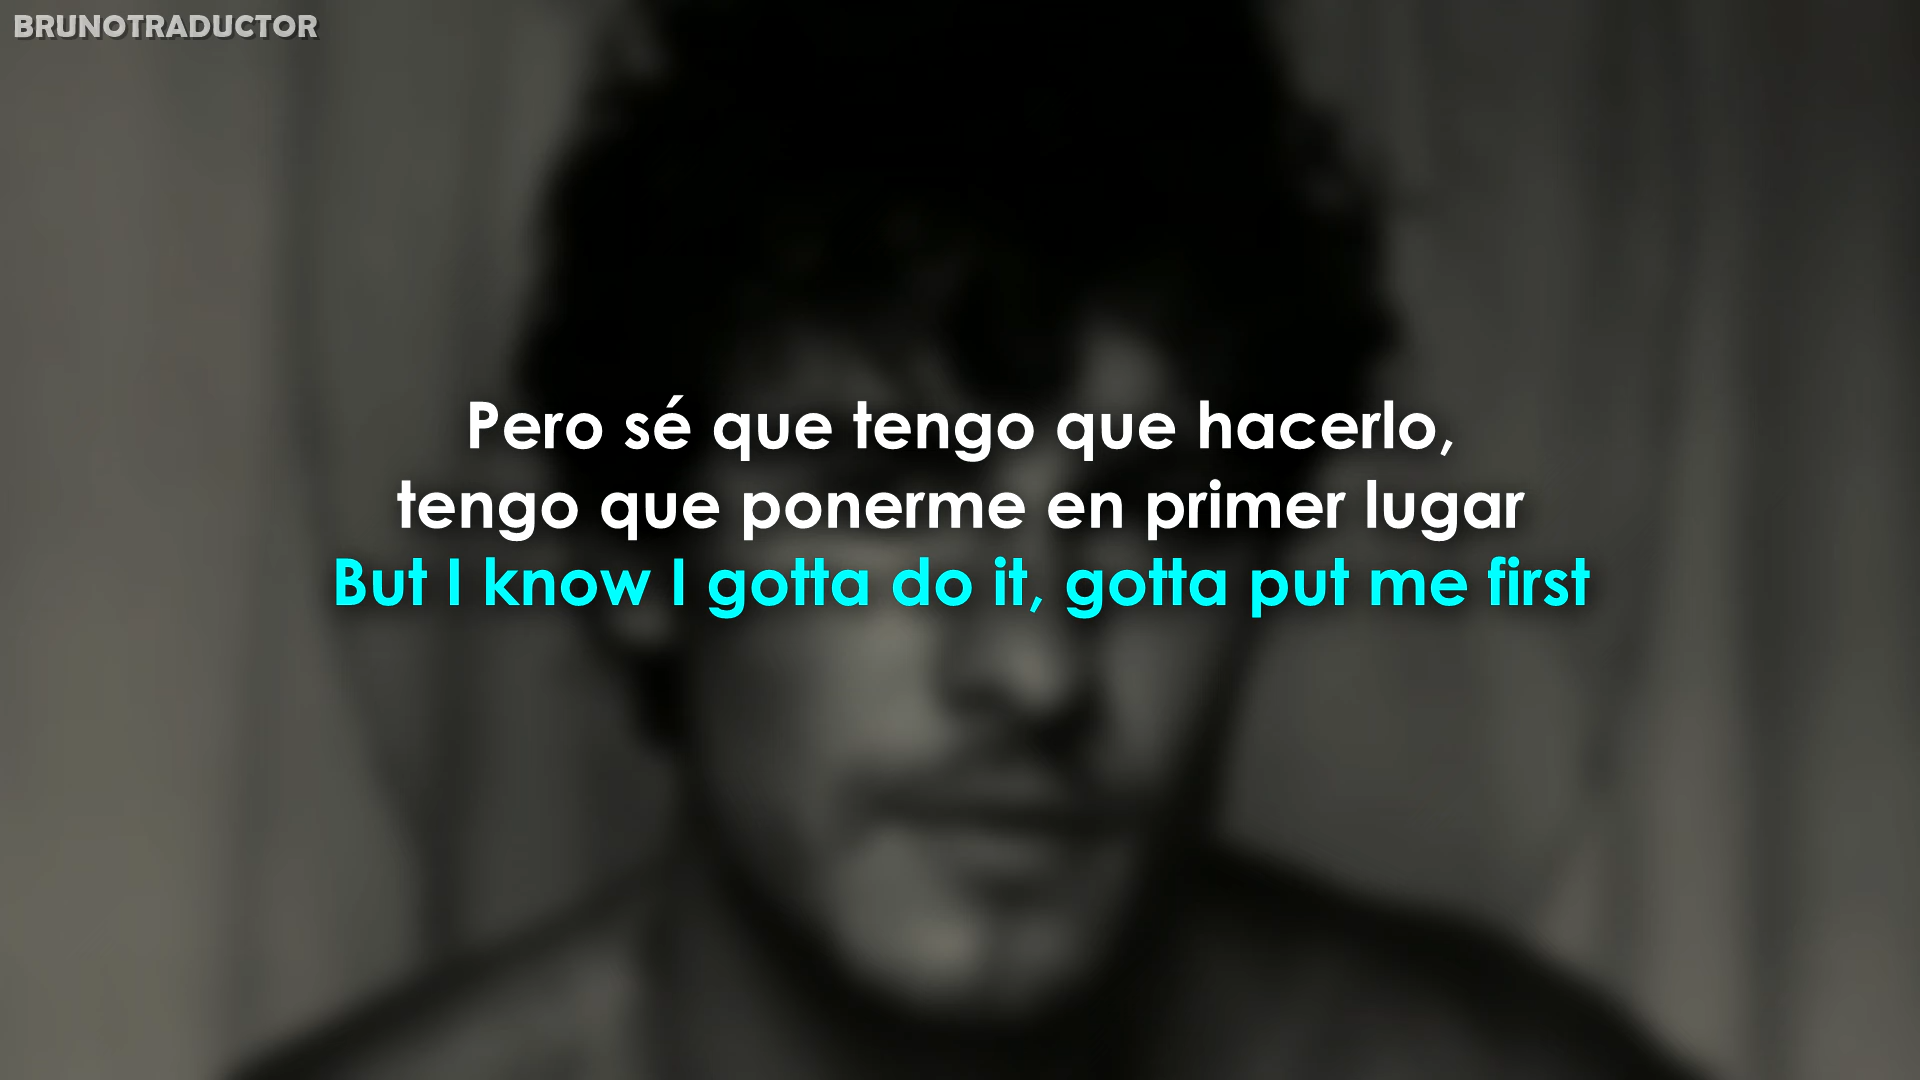 BRUNOTRADUCTOR
Pero sé que tengo que hacerlo,
tengo que ponerme en primer lugar
But I know I gotta do it, gotta put me first